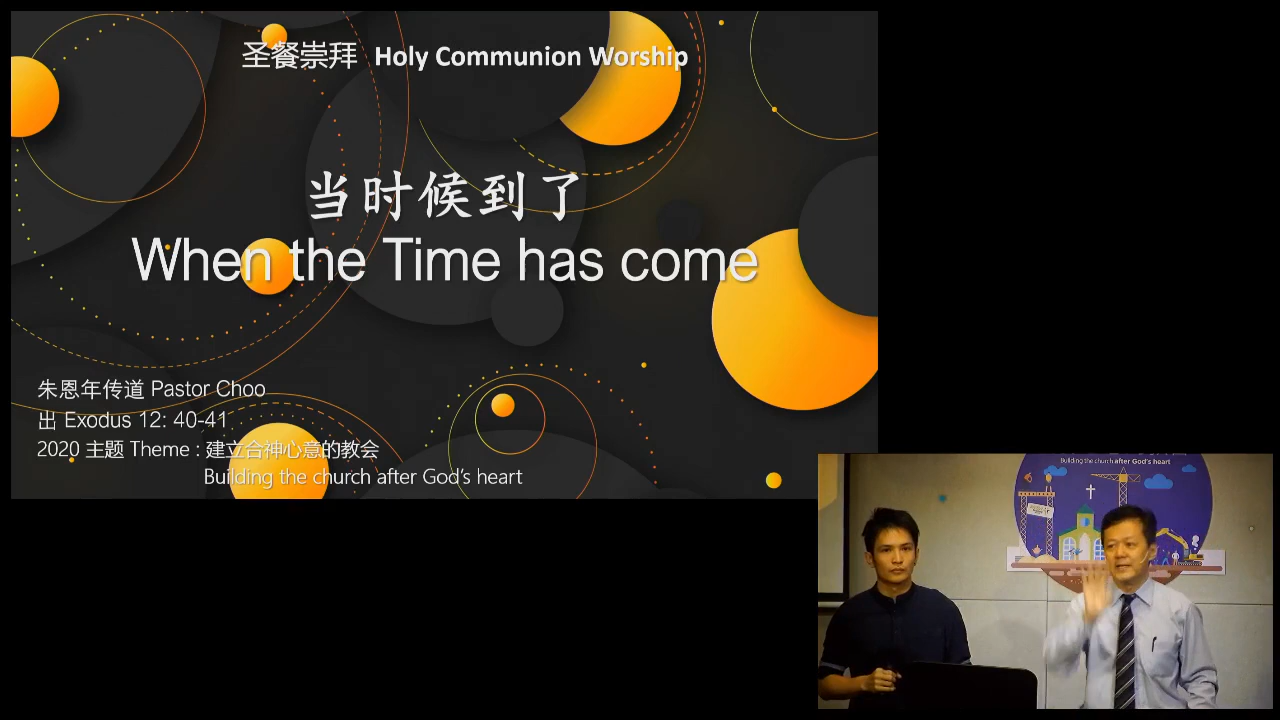 圣餐崇拜 Holy Communion Worship
当时候到了
When the Time has come
朱恩年传道 Pastor Choo
出 Exodus 12: 40-41
2020 主题 Theme : 建立合神心意的教会
Building the church after God's heart
Building the church after God's heart